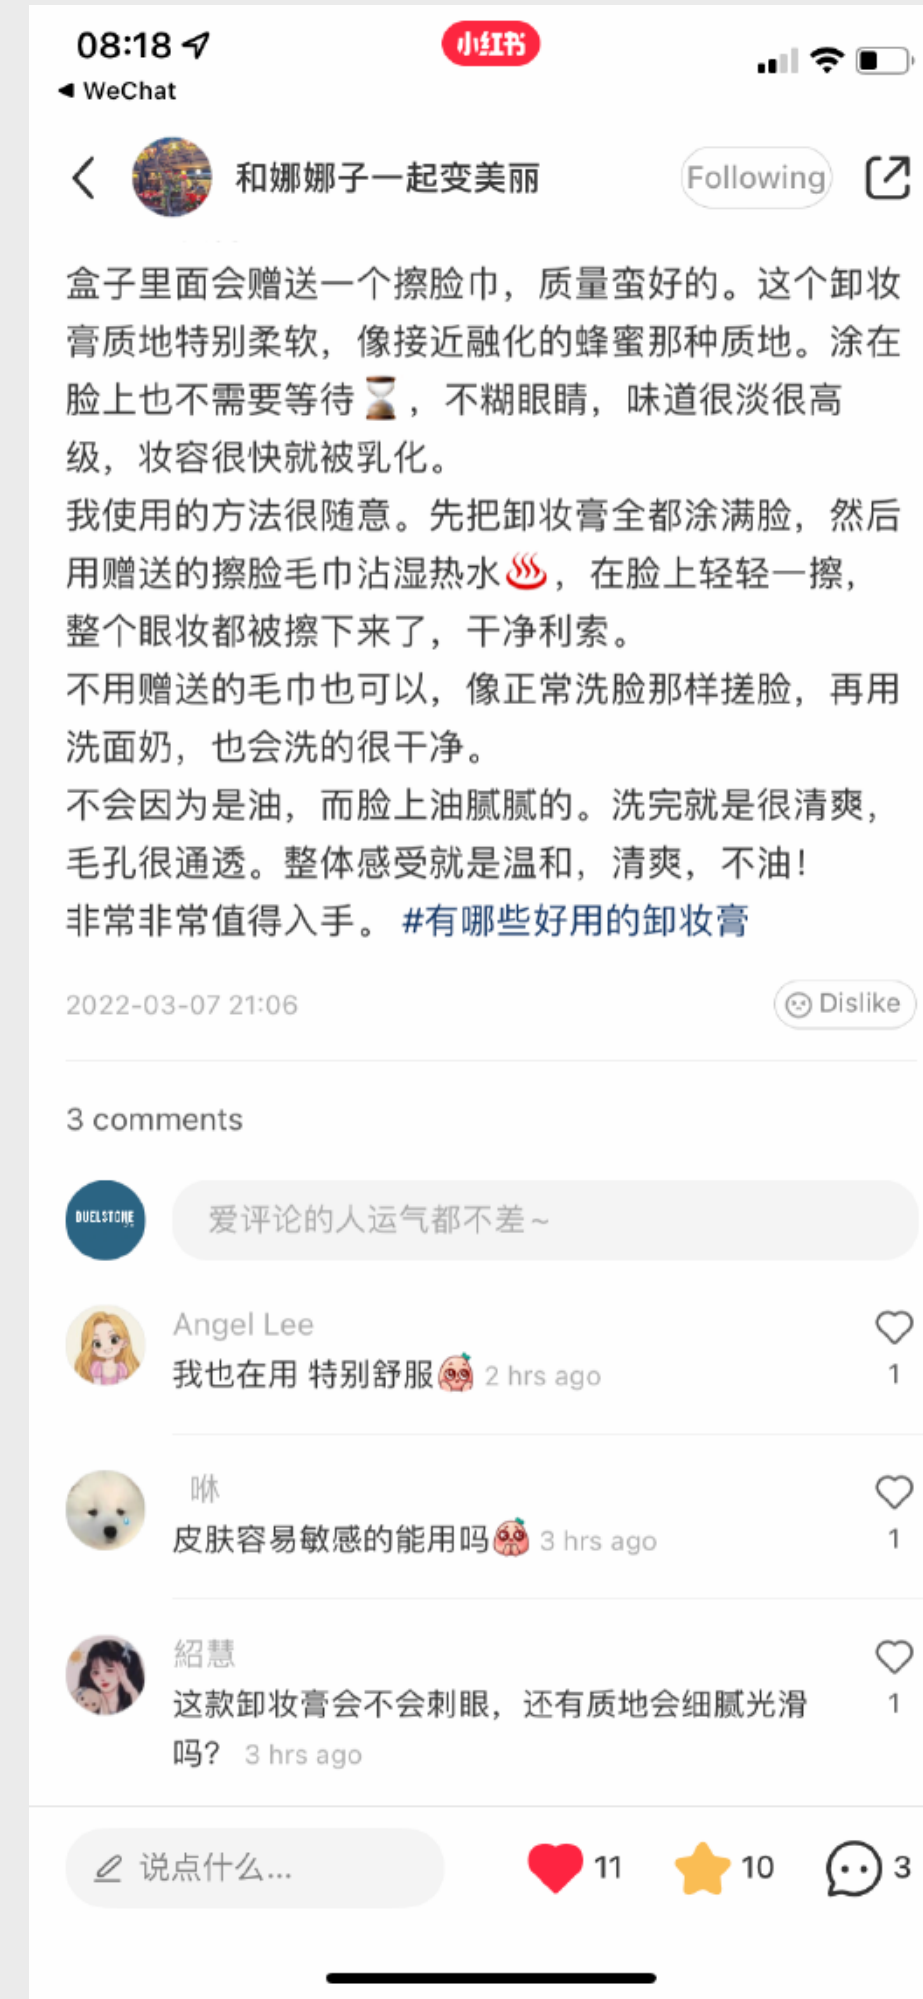 08:18
小红书
WeChat
和娜娜子一起变美丽
Following
盒子里面会赠送一个擦脸巾，质量蛮好的。这个卸妆
膏质地特别柔软，像接近融化的蜂蜜那种质地。涂在
脸上也不需要等待⏳，不糊眼睛，味道很淡很高
级，妆容很快就被乳化。
我使用的方法很随意。先把卸妆膏全都涂满脸，然后
用赠送的擦脸毛巾沾湿热水♨️，在脸上轻轻一擦，
整个眼妆都被擦下来了，干净利索。
不用赠送的毛巾也可以，像正常洗脸那样搓脸，再用
洗面奶，也会洗的很干净。
不会因为是油，而脸上油腻腻的。洗完就是很清爽，
毛孔很通透。整体感受就是温和，清爽，不油！
非常非常值得入手。 #有哪些好用的卸妆膏
2022-03-07 21:06
Dislike
3 comments
DUELSTONE
爱评论的人运气都不差~
Angel Lee
我也在用 特别舒服 2 hrs ago
1
咻
皮肤容易敏感的能用吗 3 hrs ago
1
紹慧
这款卸妆膏会不会刺眼，还有质地会细腻光滑
吗？ 3 hrs ago
1
说点什么...
11
10
3